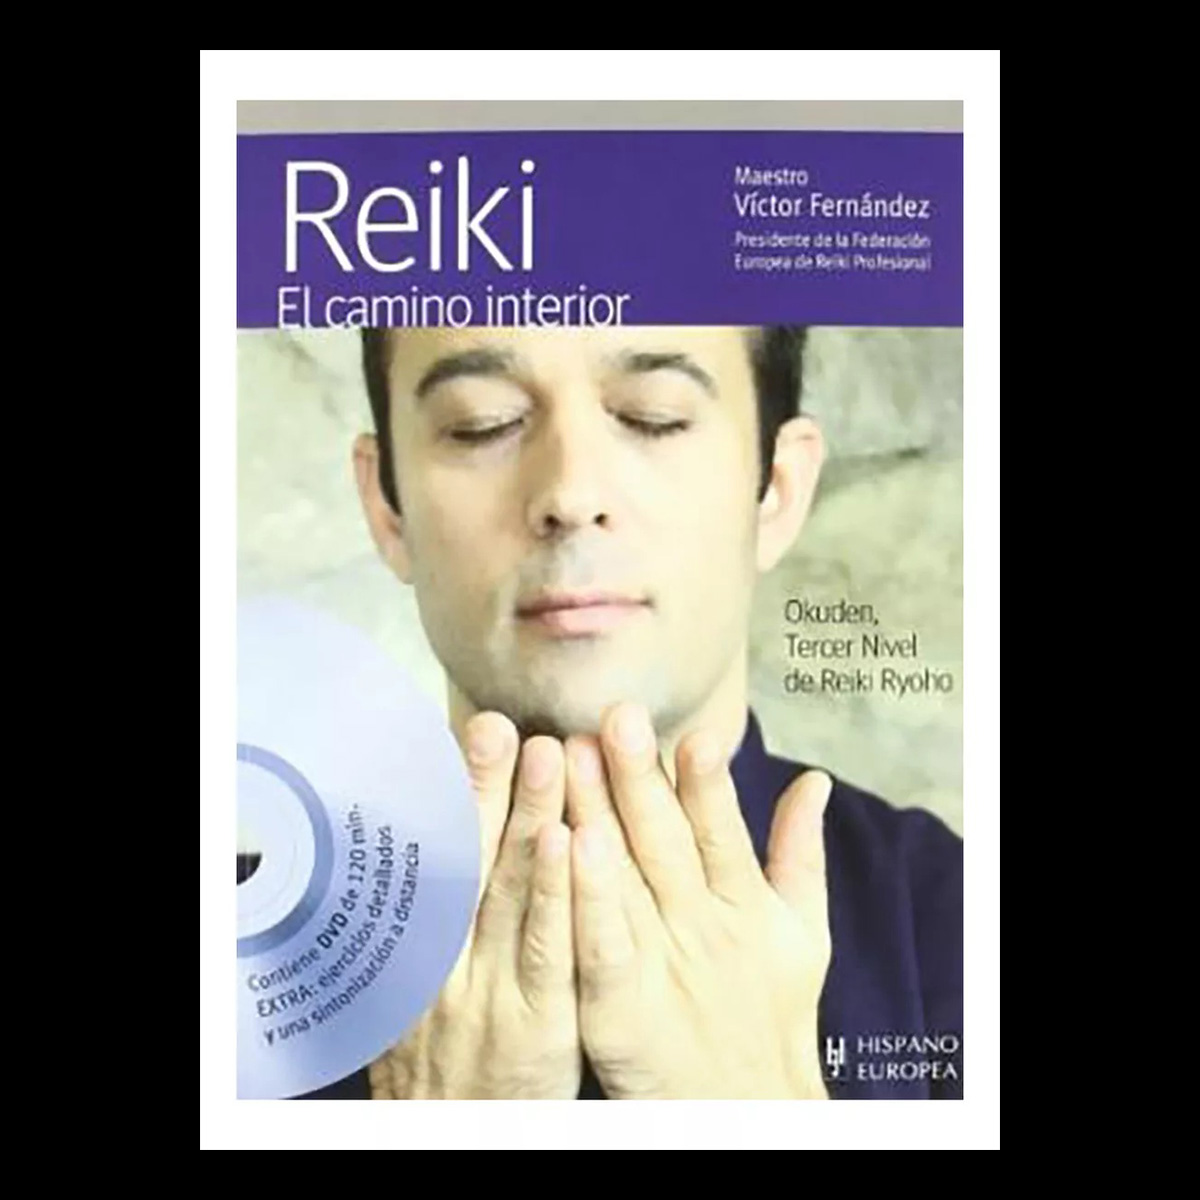 Reiki
El camino interior
Maestro
Víctor Fernández
Presidente de la Federación
Europea de Reiki Profesional
Okuden,
Tercer Nivel
de Reiki Ryoho
Contiene DVD de 120 min.
EXTRA: ejercicios detallados
y una sintonización a distancia
HISPANO
EUROPEA